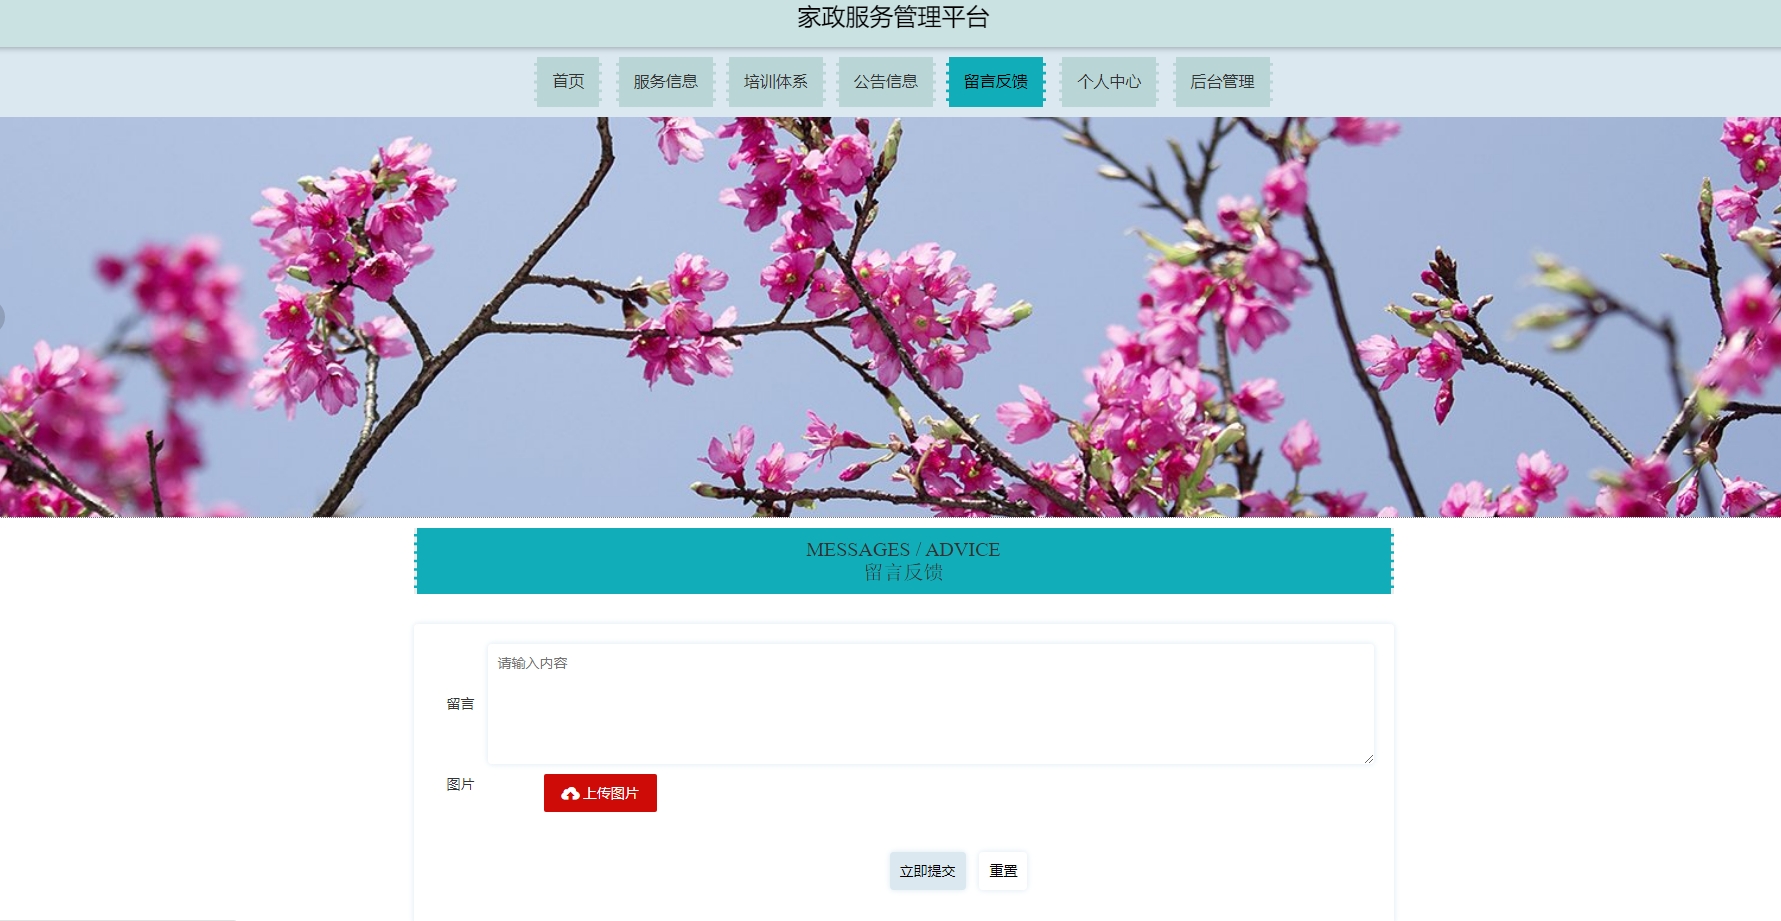 家政服务管理平台
首页 服务信息 培训体系 公告信息 留言反馈 个人中心 后台管理
MESSAGES / ADVICE
留言反馈
请输入内容
留言
图片
上传图片
立即提交 重置